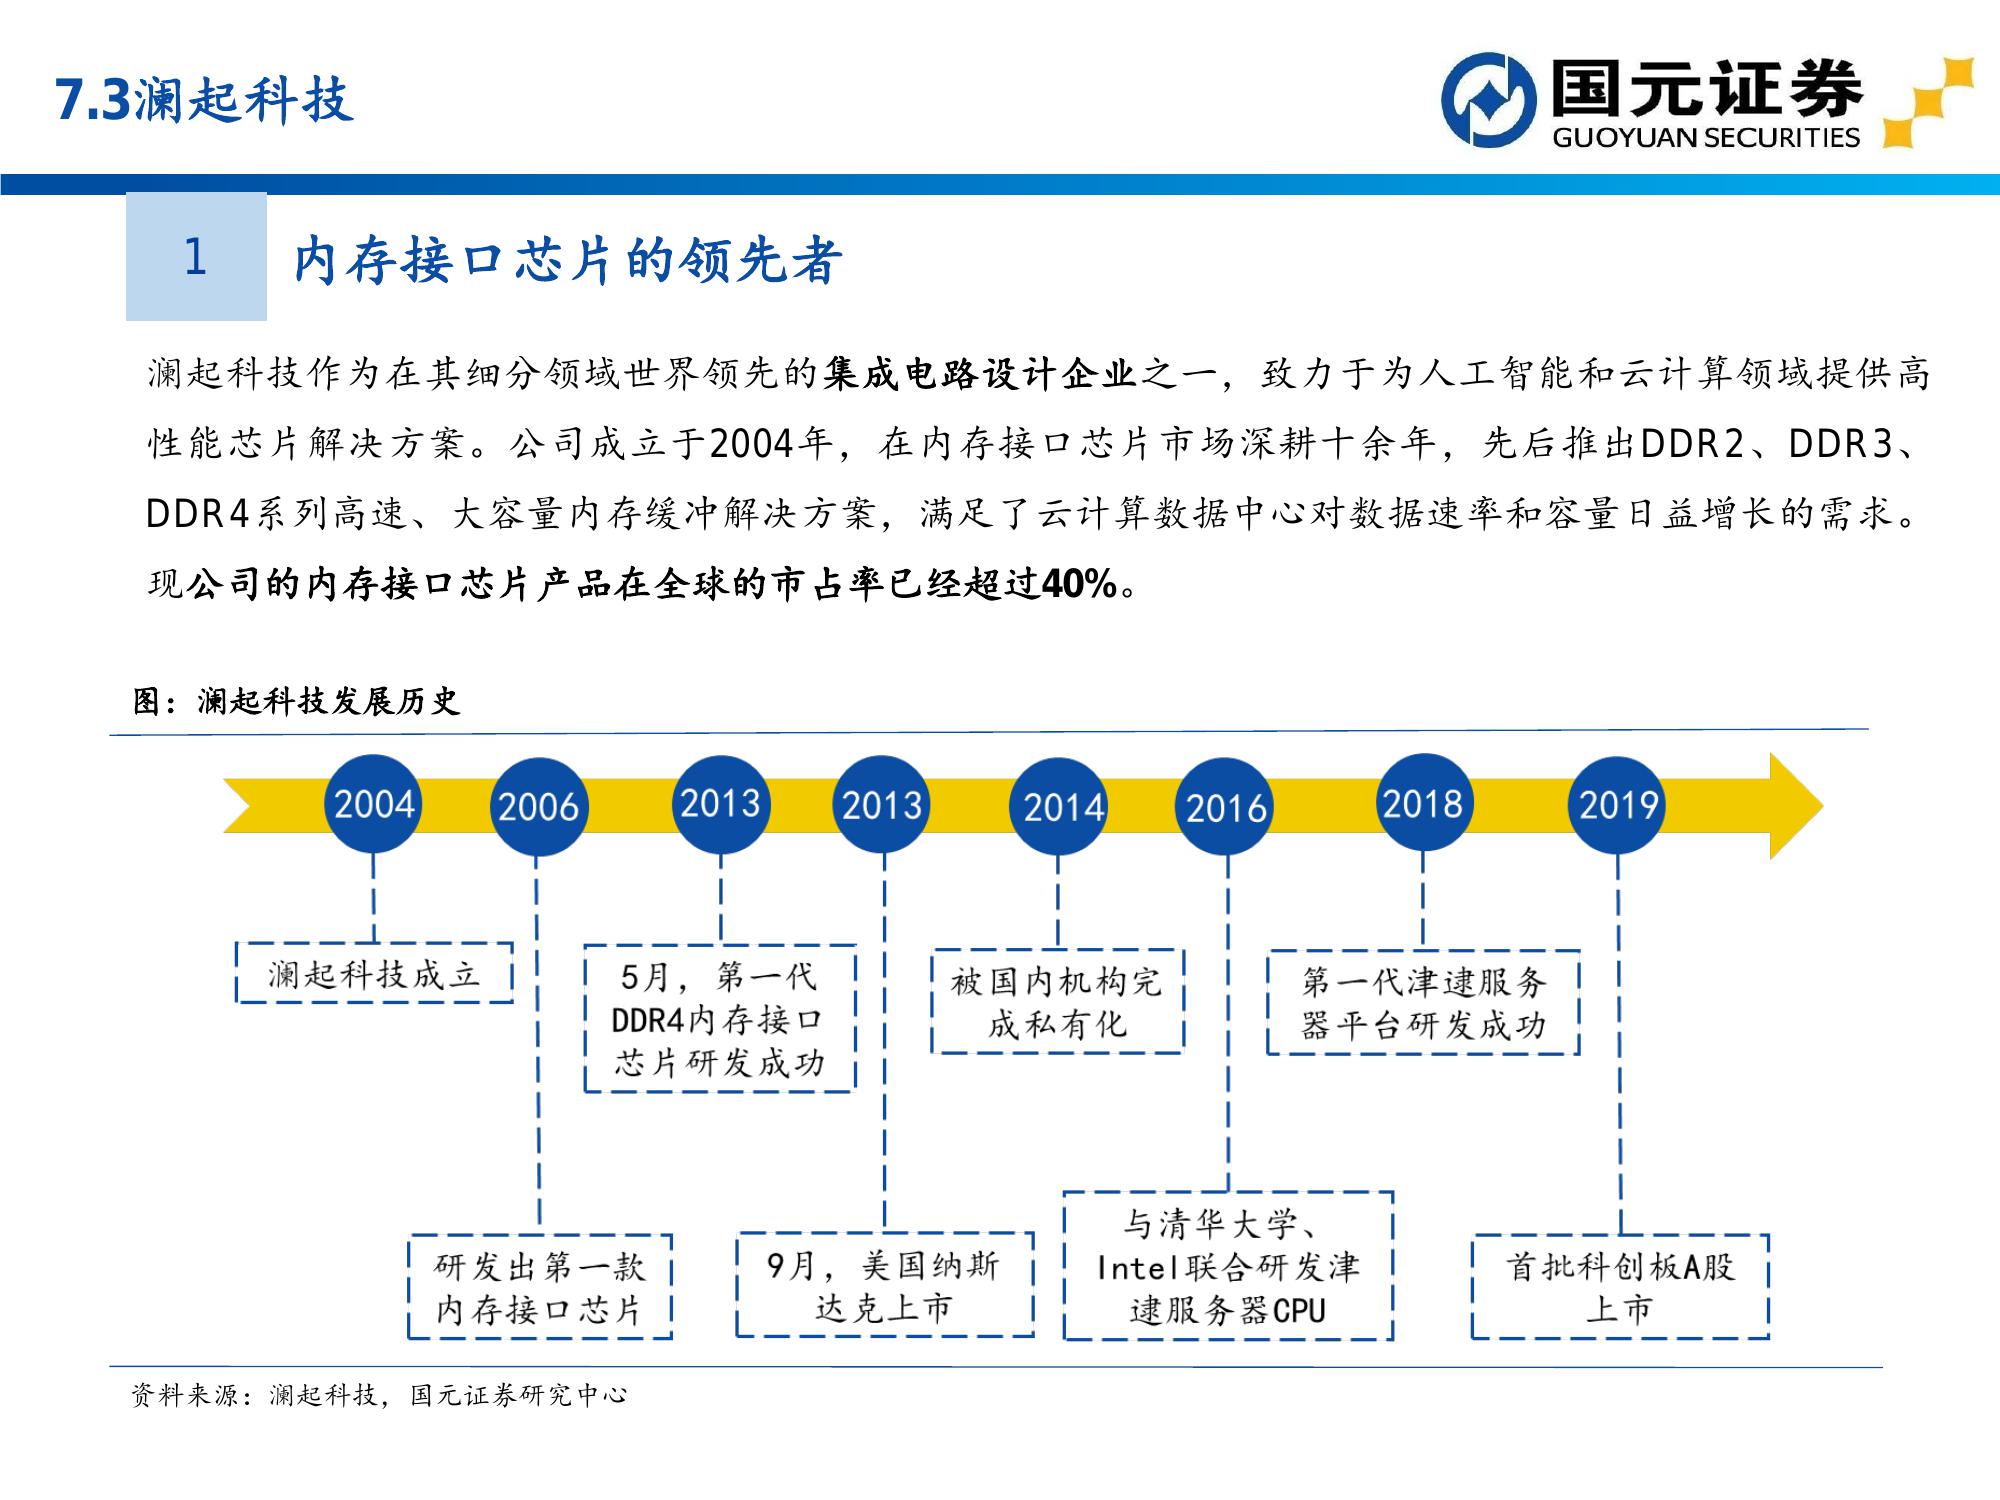 7.3澜起科技
国元证券
GUOYUAN SECURITIES
1
内存接口芯片的领先者
澜起科技作为在其细分领域世界领先的集成电路设计企业之一，致力于为人工智能和云计算领域提供高
性能芯片解决方案。公司成立于2004年，在内存接口芯片市场深耕十余年，先后推出DDR2、DDR3、
DDR4系列高速、大容量内存缓冲解决方案，满足了云计算数据中心对数据速率和容量日益增长的需求。
现公司的内存接口芯片产品在全球的市占率已经超过40%。
图：澜起科技发展历史
2004
2006
2013
2013
2014
2016
2018
2019
澜起科技成立
5月，第一代
DDR4内存接口
芯片研发成功
被国内机构完
成私有化
第一代津逮服务
器平台研发成功
研发出第一款
内存接口芯片
9月，美国纳斯
达克上市
与清华大学、
Intel联合研发津
逮服务器CPU
首批科创板A股
上市
资料来源：澜起科技，国元证券研究中心